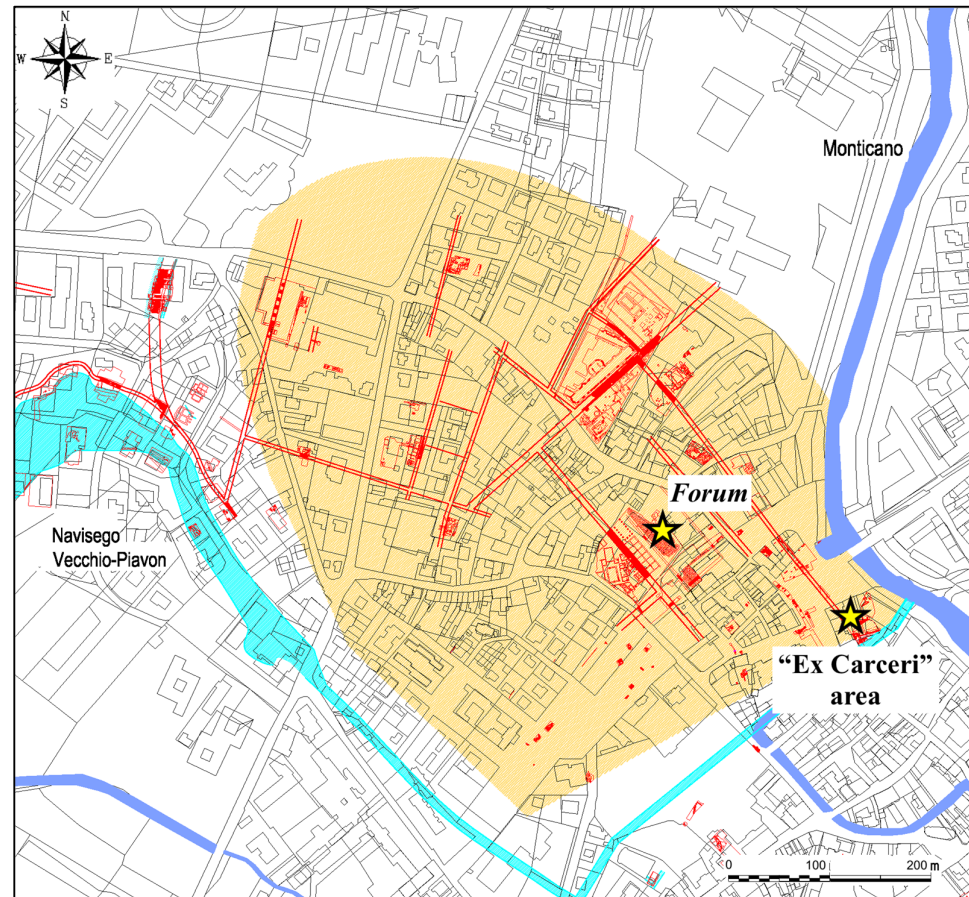 N
W
E
S
Monticano
Forum
Navisego
Vecchio-Piavon
“Ex Carceri”
area
0 100 200 m